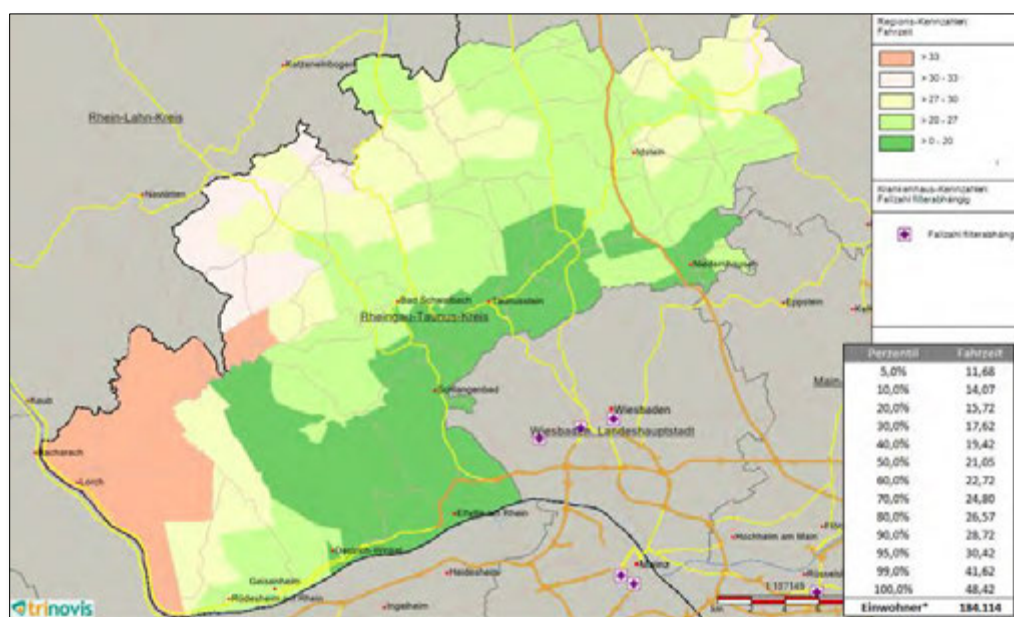 Regions-Kennzahlen:
Fahrzeit
> 33
> 30 - 33
> 27 - 30
> 20 - 27
> 0 - 20
Krankenhaus-Kennzahlen:
Fallzahl filterabhängig
Fallzahl filterabhängig
Katzenelnbogen
Rhein-Lahn-Kreis
Nastätten
Idstein
Niedernhausen
Eppstein
Bad Schwalbach
Taunusstein
Rheingau-Taunus-Kreis
Schlangenbad
Wiesbaden
Wiesbaden, Landeshauptstadt
Main-
Kaub
Bacharach
Lorch
Eltville am Rhein
Oestrich-Winkel
Geisenheim
Rüdesheim am Rhein
Heidesheim
Ingelheim
Mainz
Hochheim am Main
Rüssels
km
Perzentil Fahrzeit
5,0% 11,68
10,0% 14,07
20,0% 15,72
30,0% 17,62
40,0% 19,42
50,0% 21,05
60,0% 22,72
70,0% 24,80
80,0% 26,57
90,0% 28,72
95,0% 30,42
99,0% 41,62
100,0% 48,42
Einwohner* 184.114
trinovis